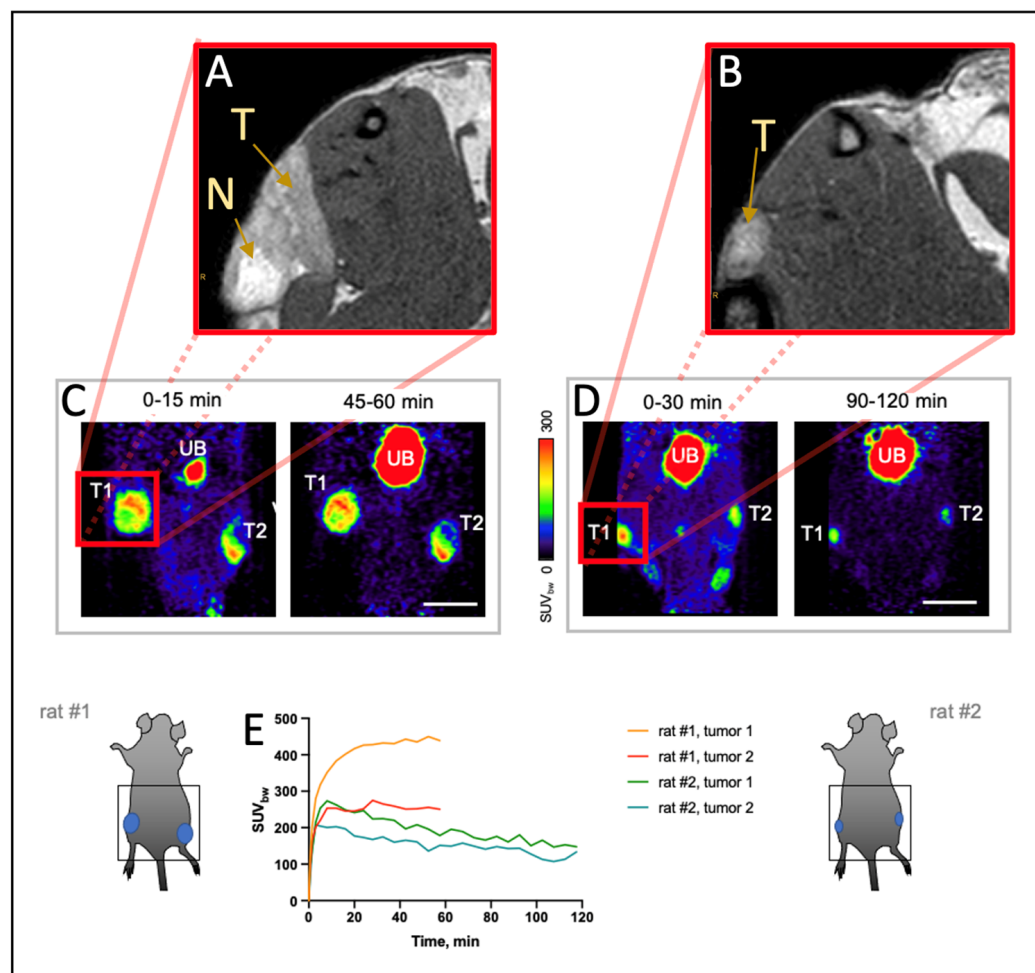 A
T
N
R
B
T
R
C
0-15 min
45-60 min
UB
T1
T2
UB
T1
T2
300
0
SUVbw
D
0-30 min
90-120 min
UB
T1
T2
UB
T1
T2
rat #1
E
500
400
300
200
100
0
SUVbw
0 20 40 60 80 100 120
Time, min
rat #1, tumor 1
rat #1, tumor 2
rat #2, tumor 1
rat #2, tumor 2
rat #2